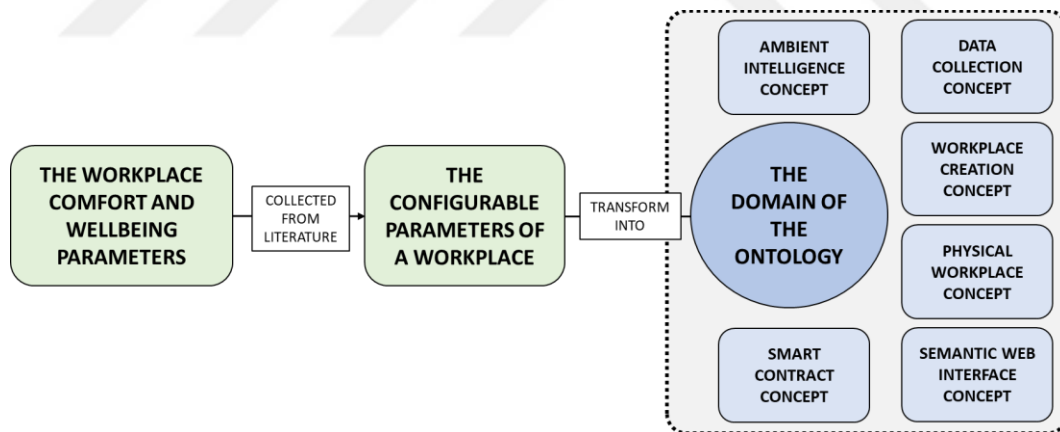 THE WORKPLACE
COMFORT AND
WELLBEING
PARAMETERS
COLLECTED
FROM
LITERATURE
THE
CONFIGURABLE
PARAMETERS OF
A WORKPLACE
TRANSFORM
INTO
THE
DOMAIN OF
THE
ONTOLOGY
AMBIENT
INTELLIGENCE
CONCEPT
DATA
COLLECTION
CONCEPT
WORKPLACE
CREATION
CONCEPT
PHYSICAL
WORKPLACE
CONCEPT
SMART
CONTRACT
CONCEPT
SEMANTIC WEB
INTERFACE
CONCEPT